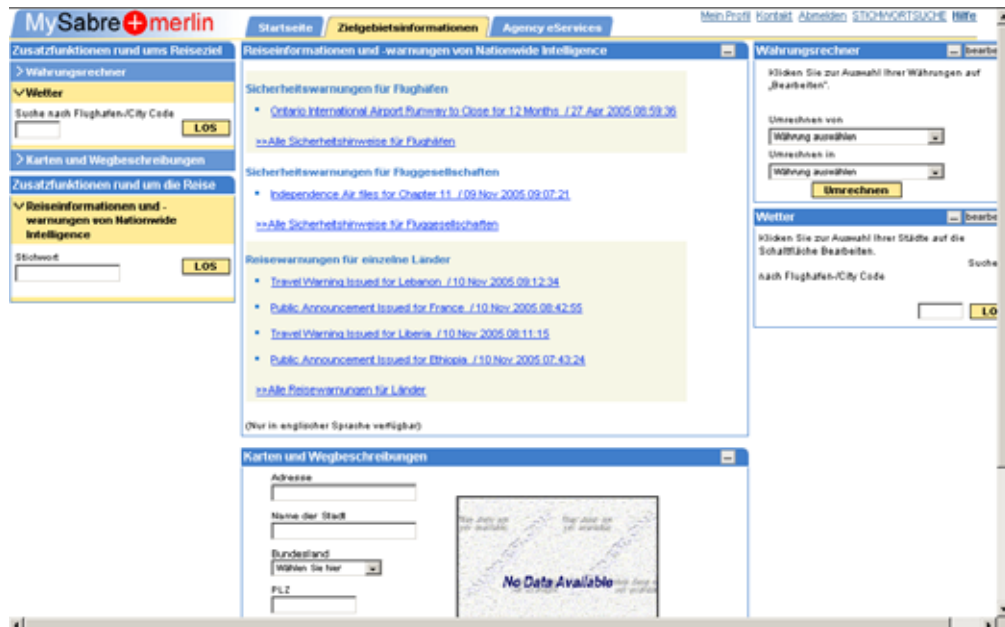 MySabre merlin
Startseite
Zielgebietsinformationen
Agency eServices
Mein Profil Kontakt Abmelden STICHWORTSUCHE Hilfe
Zusatzfunktionen rund ums Reiseziel
Währungsrechner
Wetter
Suche nach Flughafen-/City Code
LOS
Karten und Wegbeschreibungen
Zusatzfunktionen rund um die Reise
Reiseinformationen und -
warnungen von Nationwide
Intelligence
Stichwort
LOS
Reiseinformationen und -warnungen von Nationwide Intelligence
Sicherheitswarnungen für Flughäfen
Ontario International Airport Runway to Close for 12 Months / 27 Apr 2005 08:59:36
>>Alle Sicherheitshinweise für Flughäfen
Sicherheitswarnungen für Fluggesellschaften
Independence Air files for Chapter 11 / 09 Nov 2005 09:07:21
>>Alle Sicherheitshinweise für Fluggesellschaften
Reisewarnungen für einzelne Länder
Travel Warning Issued for Lebanon / 10 Nov 2005 09:12:34
Public Announcement Issued for France / 10 Nov 2005 08:42:55
Travel Warning Issued for Liberia / 10 Nov 2005 08:11:15
Public Announcement Issued for Ethiopia / 10 Nov 2005 07:43:24
>>Alle Reisewarnungen für Länder
(Nur in englischer Sprache verfügbar)
Karten und Wegbeschreibungen
Adresse
Name der Stadt
Bundesland
Wählen Sie hier
PLZ
No Data Available
Währungsrechner
bearbe
Klicken Sie zur Auswahl Ihrer Währungen auf
„Bearbeiten".
Umrechnen von
Währung auswählen
Umrechnen in
Währung auswählen
Umrechnen
Wetter
bearbe
Klicken Sie zur Auswahl Ihrer Städte auf die
Schaltfläche Bearbeiten.
Suche
nach Flughafen-/City Code
LO